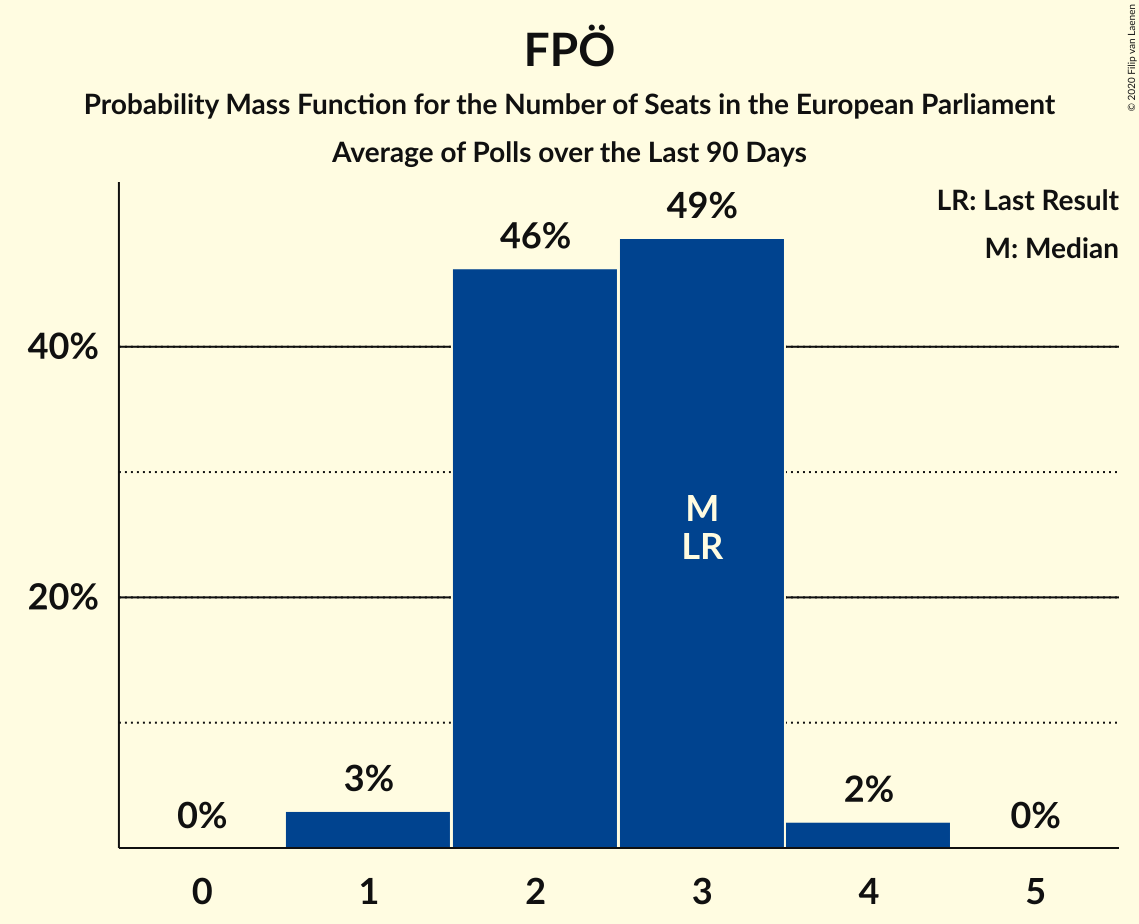 FPÖ
Probability Mass Function for the Number of Seats in the European Parliament
Average of Polls over the Last 90 Days
© 2020 Filip van Laenen
LR: Last Result
M: Median
49%
46%
40%
M
LR
20%
3%
2%
0%
0%
0 1 2 3 4 5